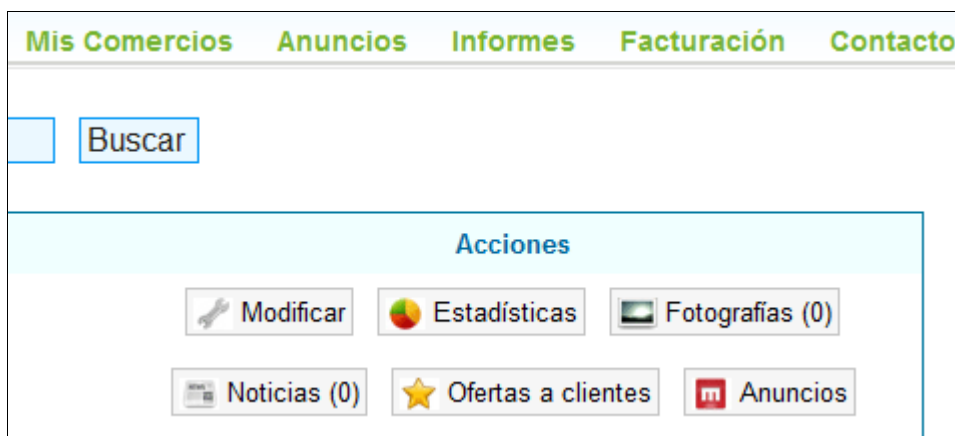 Mis Comercios Anuncios Informes Facturación Contacto
Buscar
Acciones
Modificar Estadísticas Fotografías (0)
Noticias (0) Ofertas a clientes Anuncios